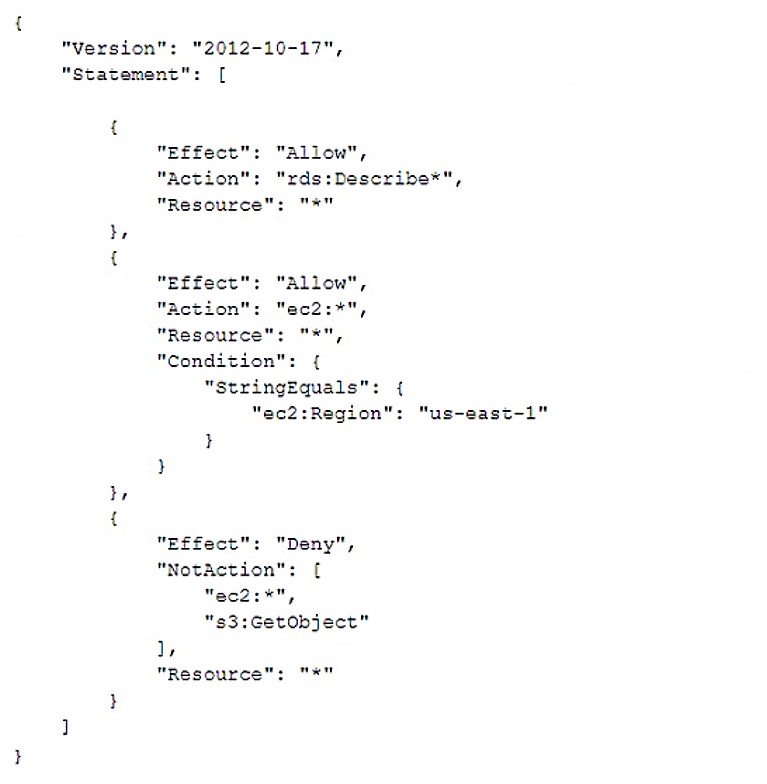 {
    "Version": "2012-10-17",
    "Statement": [
        {
            "Effect": "Allow",
            "Action": "rds:Describe*",
            "Resource": "*"
        },
        {
            "Effect": "Allow",
            "Action": "ec2:*",
            "Resource": "*",
            "Condition": {
                "StringEquals": {
                    "ec2:Region": "us-east-1"
                }
            }
        },
        {
            "Effect": "Deny",
            "NotAction": [
                "ec2:*",
                "s3:GetObject"
            ],
            "Resource": "*"
        }
    ]
}